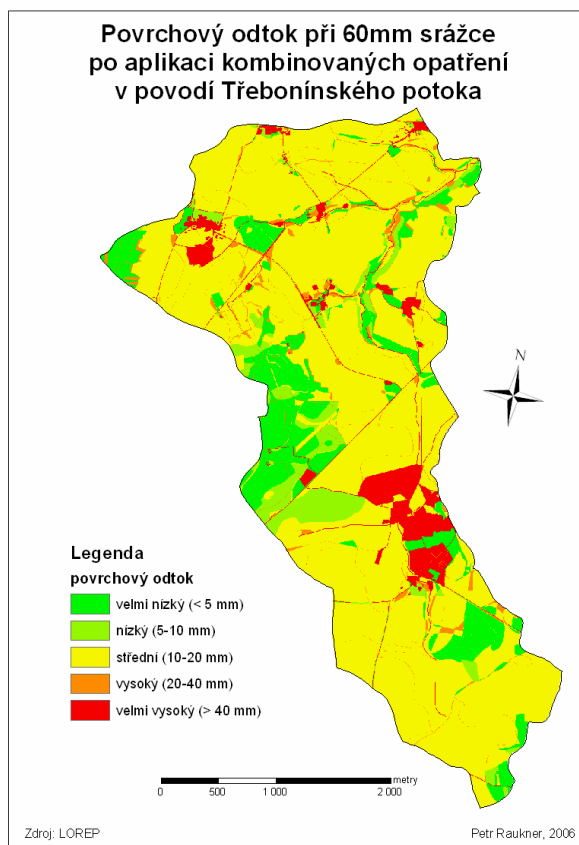 Povrchový odtok při 60mm srážce
po aplikaci kombinovaných opatření
v povodí Třebonínského potoka
N
Legenda
povrchový odtok
velmi nízký (< 5 mm)
nízký (5-10 mm)
střední (10-20 mm)
vysoký (20-40 mm)
velmi vysoký (> 40 mm)
metry
0 500 1 000 2 000
Zdroj: LOREP Petr Raukner, 2006